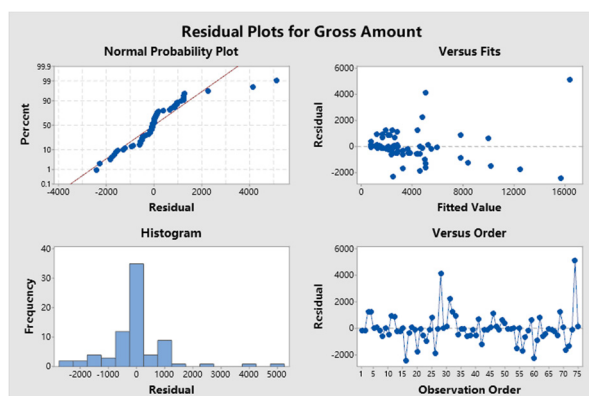 Residual Plots for Gross Amount
Normal Probability Plot
Versus Fits
99.9
99
90
50
10
1
0.1
Percent
-4000 -2000 0 2000 4000
Residual
6000
4000
2000
0
-2000
Residual
0 4000 8000 12000 16000
Fitted Value
Histogram
Versus Order
40
30
20
10
0
Frequency
-2000 -1000 0 1000 2000 3000 4000 5000
Residual
6000
4000
2000
0
-2000
Residual
1 5 10 15 20 25 30 35 40 45 50 55 60 65 70 75
Observation Order